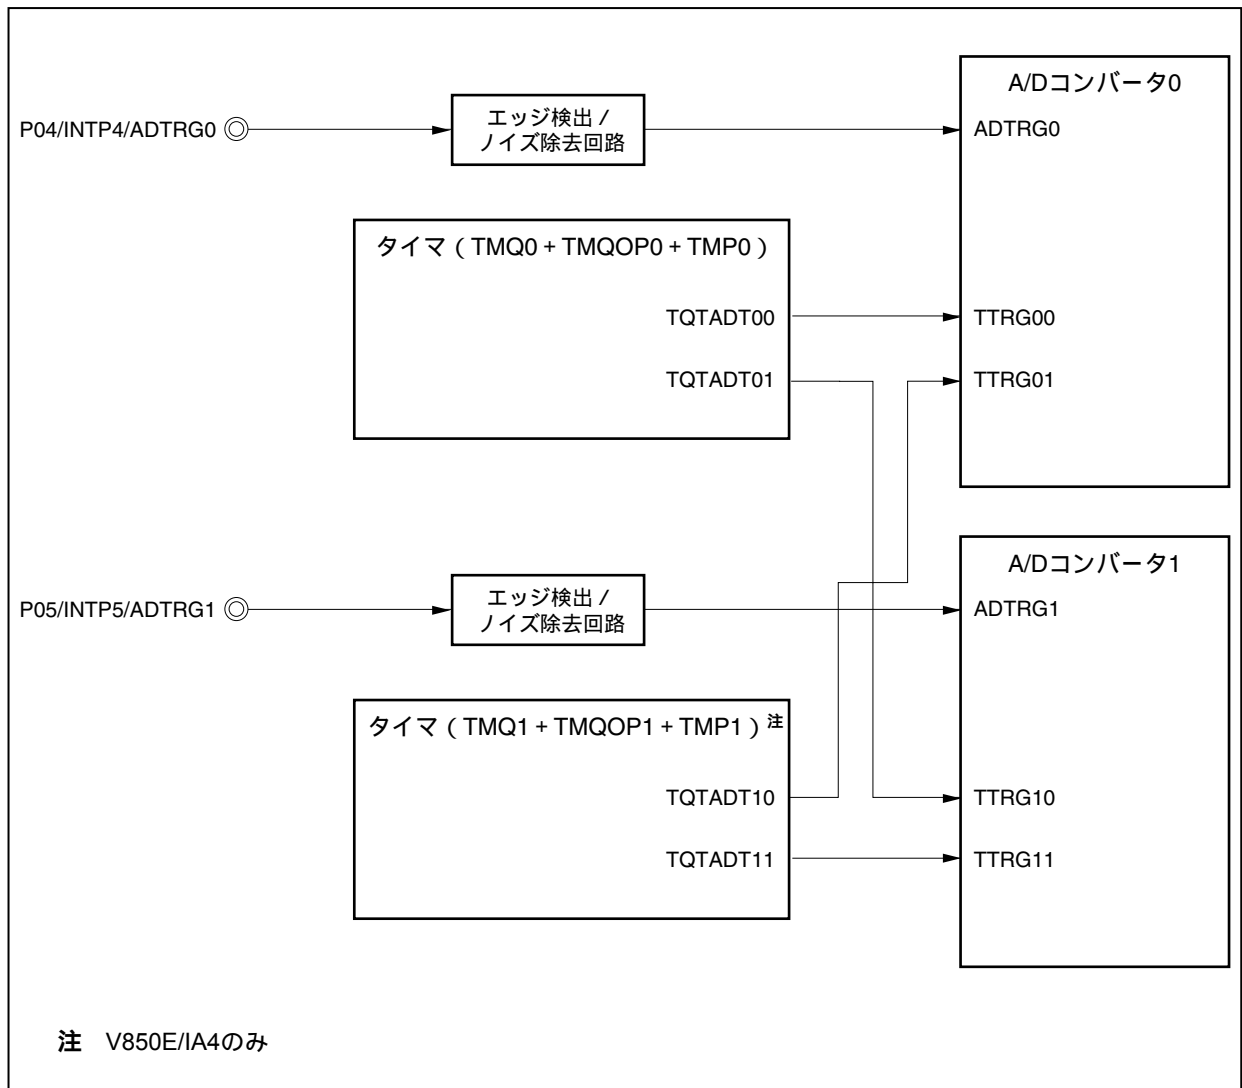 A/Dコンバータ0
P04/INTP4/ADTRG0
エッジ検出 /
ノイズ除去回路
ADTRG0
タイマ ( TMQ0 + TMQOP0 + TMP0 )
TQTADT00
TTRG00
TQTADT01
TTRG01
A/Dコンバータ1
P05/INTP5/ADTRG1
エッジ検出 /
ノイズ除去回路
ADTRG1
タイマ ( TMQ1 + TMQOP1 + TMP1 ) 注
TQTADT10
TTRG10
TQTADT11
TTRG11
注 V850E/IA4のみ